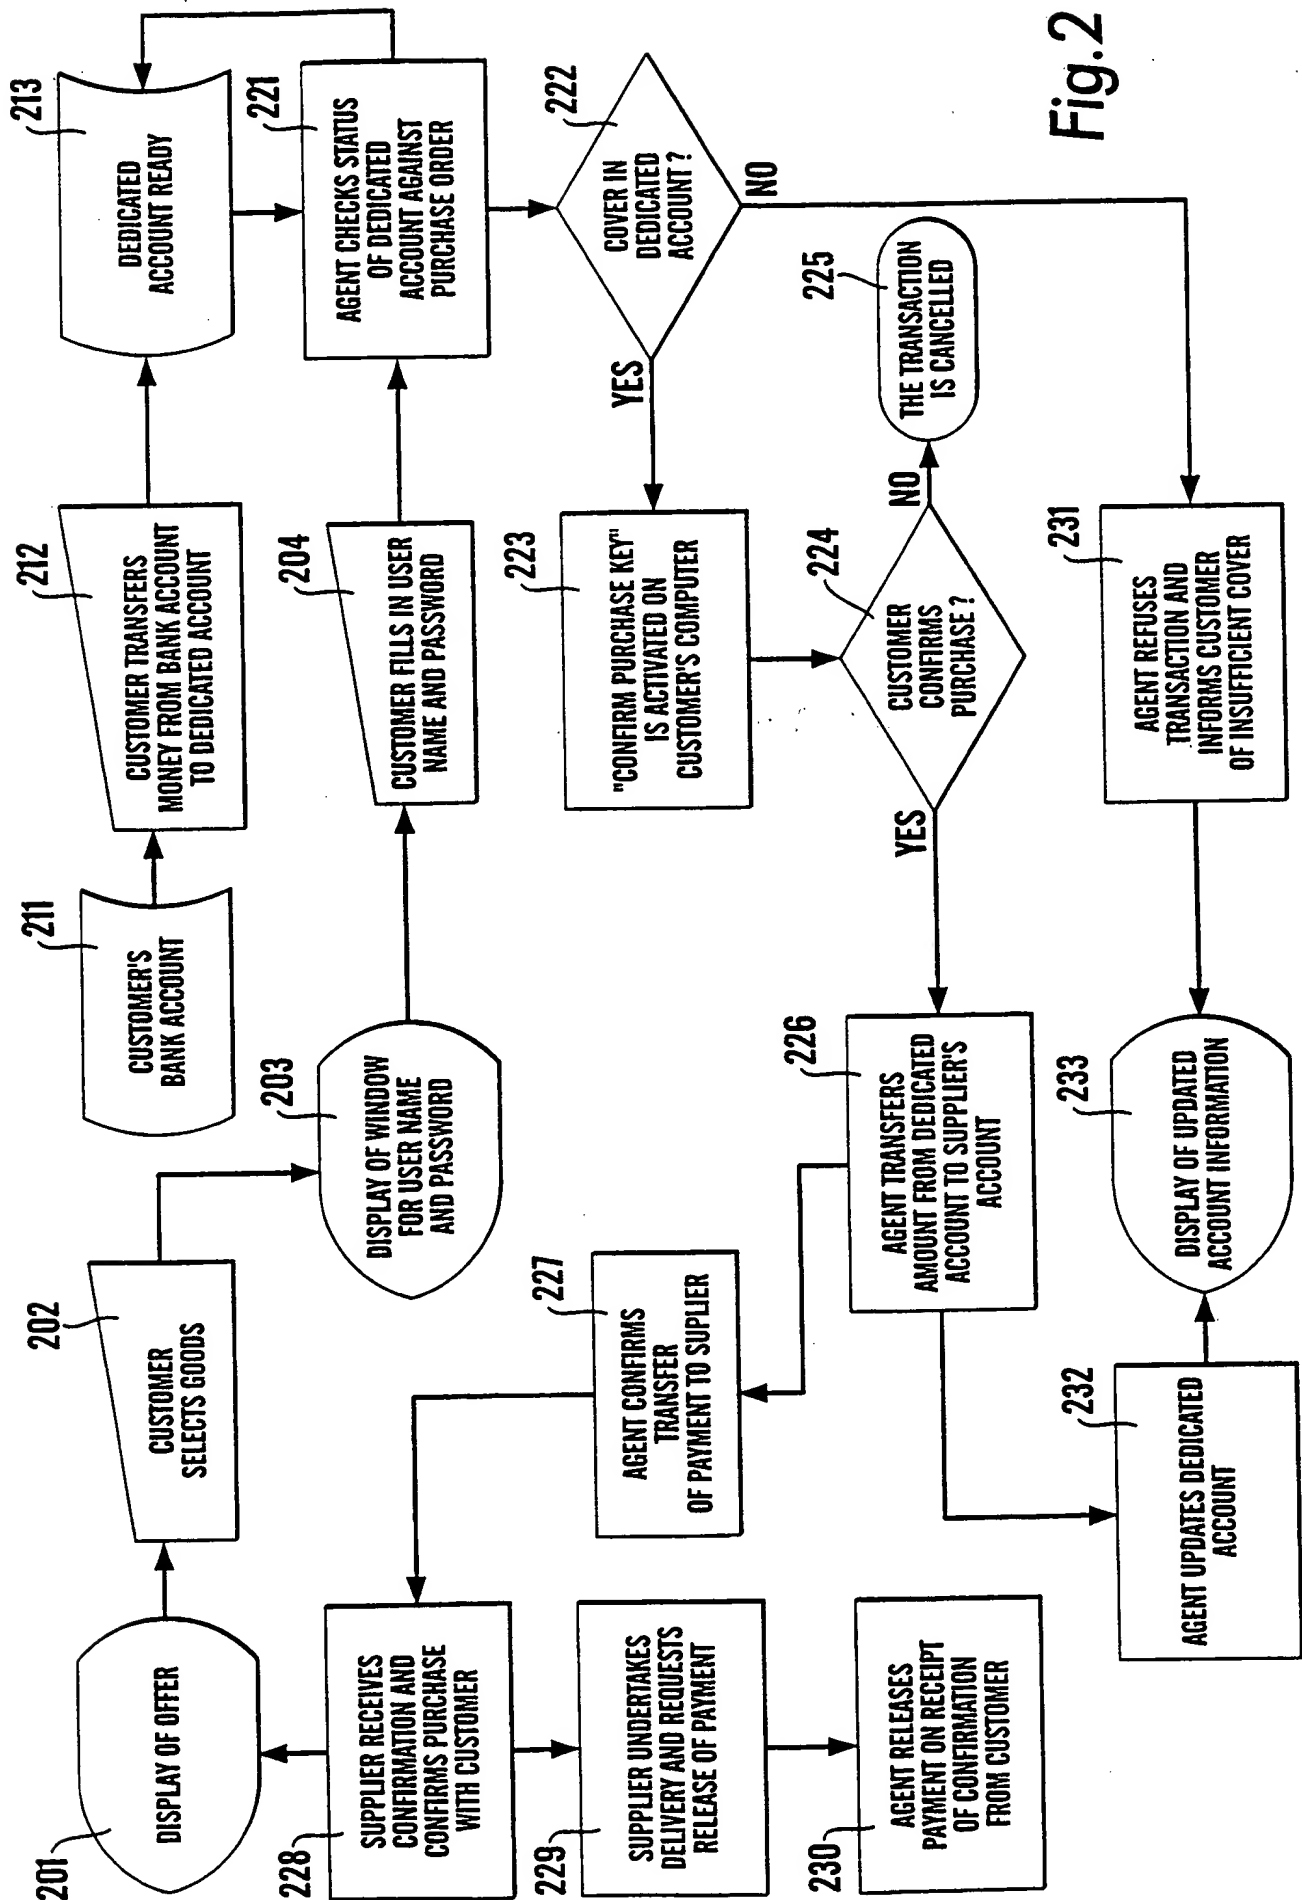 201
DISPLAY OF OFFER
202
CUSTOMER
SELECTS GOODS
211
CUSTOMER'S
BANK ACCOUNT
212
CUSTOMER TRANSFERS
MONEY FROM BANK ACCOUNT
TO DEDICATED ACCOUNT
213
DEDICATED
ACCOUNT READY
203
DISPLAY OF WINDOW
FOR USER NAME
AND PASSWORD
204
CUSTOMER FILLS IN USER
NAME AND PASSWORD
221
AGENT CHECKS STATUS
OF DEDICATED
ACCOUNT AGAINST
PURCHASE ORDER
228
SUPPLIER RECEIVES
CONFIRMATION AND
CONFIRMS PURCHASE
WITH CUSTOMER
227
AGENT CONFIRMS
TRANSFER
OF PAYMENT TO SUPLIER
223
"CONFIRM PURCHASE KEY"
IS ACTIVATED ON
CUSTOMER'S COMPUTER
YES
222
COVER IN
DEDICATED
ACCOUNT ?
NO
229
SUPPLIER UNDERTAKES
DELIVERY AND REQUESTS
RELEASE OF PAYMENT
230
AGENT RELEASES
PAYMENT ON RECEIPT
OF CONFIRMATION
FROM CUSTOMER
226
AGENT TRANSFERS
AMOUNT FROM DEDICATED
ACCOUNT TO SUPPLIER'S
ACCOUNT
YES
224
CUSTOMER
CONFIRMS
PURCHASE ?
NO
225
THE TRANSACTION
IS CANCELLED
232
AGENT UPDATES DEDICATED
ACCOUNT
233
DISPLAY OF UPDATED
ACCOUNT INFORMATION
231
AGENT REFUSES
TRANSACTION AND
INFORMS CUSTOMER
OF INSUFFICIENT COVER
Fig.2